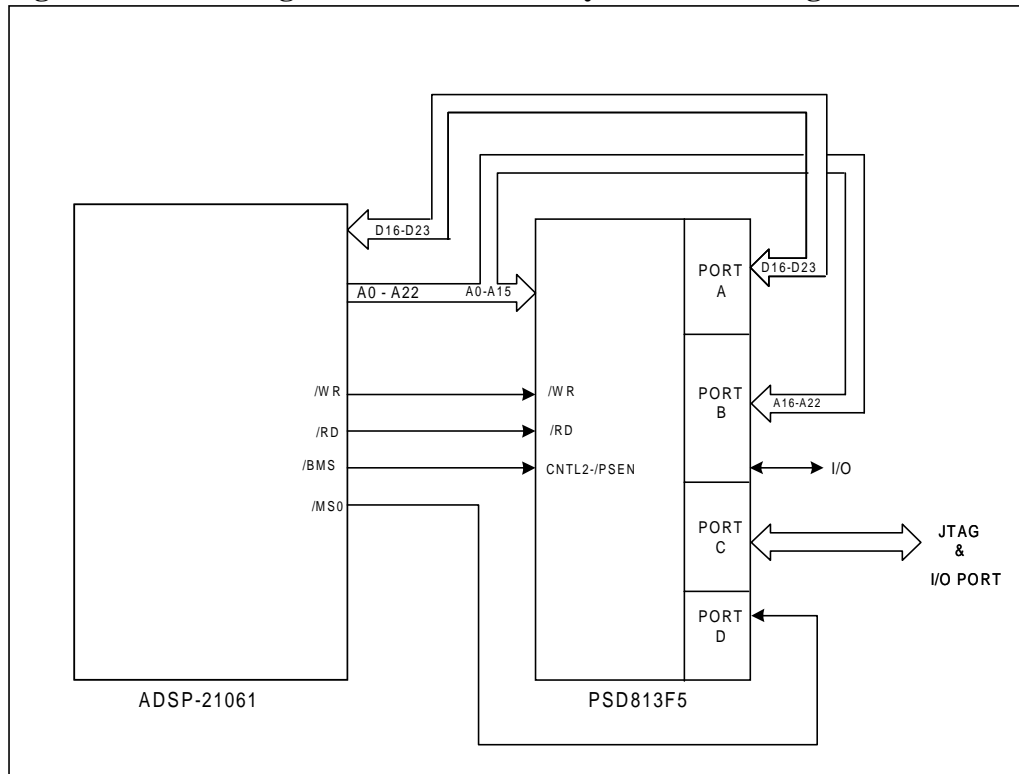 D16-D23
A0 - A22
A0-A15
/WR
/RD
/BMS
/MS0
/WR
/RD
CNTL2-/PSEN
PORT
A
D16-D23
PORT
B
A16-A22
I/O
PORT
C
JTAG
&
I/O PORT
PORT
D
ADSP-21061
PSD813F5